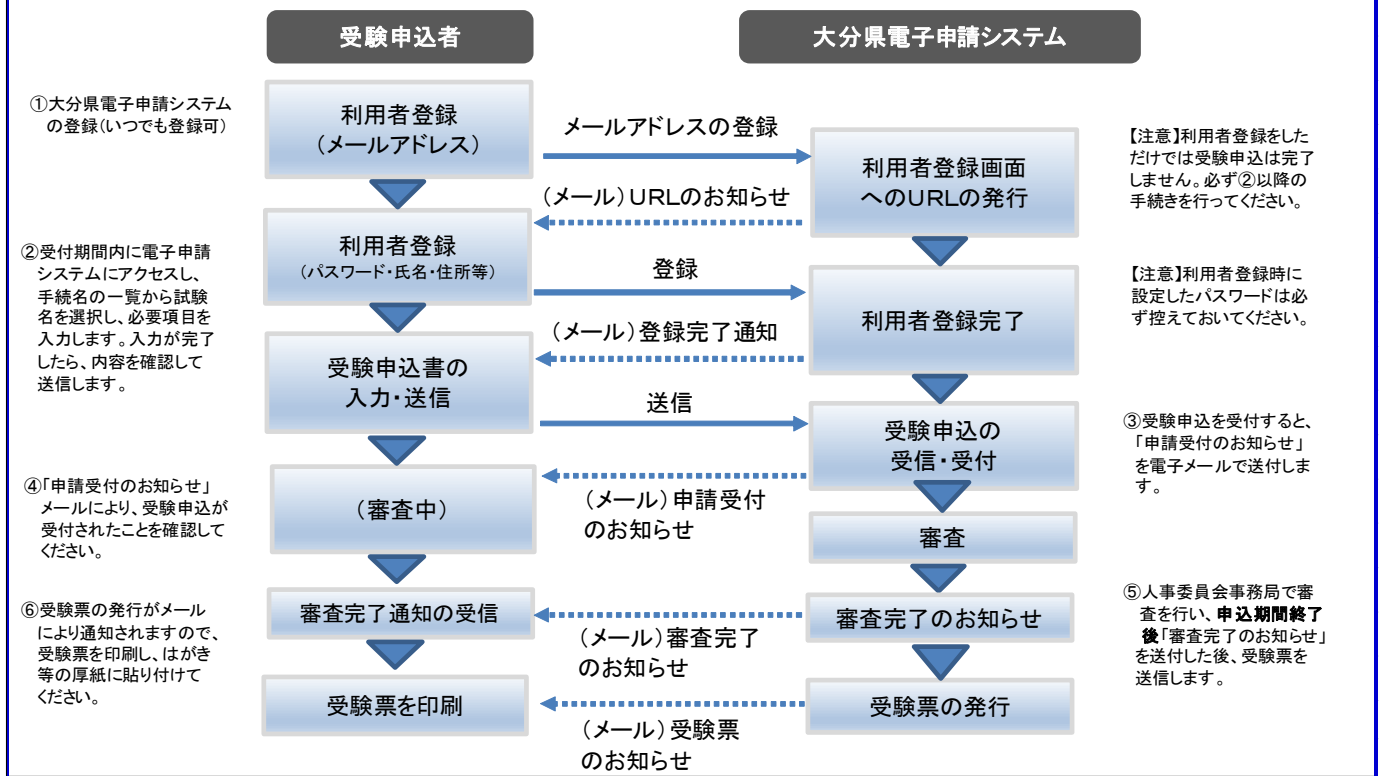 受験申込者
大分県電子申請システム
①大分県電子申請システム
の登録(いつでも登録可)
利用者登録
(メールアドレス)
メールアドレスの登録
利用者登録画面
へのURLの発行
【注意】利用者登録をした
だけでは受験申込は完了
しません。必ず②以降の
手続きを行ってください。
(メール)URLのお知らせ
②受付期間内に電子申請
システムにアクセスし、
手続名の一覧から試験
名を選択し、必要項目を
入力します。入力が完了
したら、内容を確認して
送信します。
利用者登録
(パスワード・氏名・住所等)
登録
利用者登録完了
【注意】利用者登録時に
設定したパスワードは必
ず控えておいてください。
(メール)登録完了通知
受験申込書の
入力・送信
送信
受験申込の
受信・受付
③受験申込を受付すると、
「申請受付のお知らせ」
を電子メールで送付しま
す。
④「申請受付のお知らせ」
メールにより、受験申込が
受付されたことを確認して
ください。
(審査中)
(メール)申請受付
のお知らせ
審査
⑤人事委員会事務局で審
査を行い、申込期間終了
後「審査完了のお知らせ」
を送付した後、受験票を
送信します。
⑥受験票の発行がメール
により通知されますので、
受験票を印刷し、はがき
等の厚紙に貼り付けて
ください。
審査完了通知の受信
(メール)審査完了
のお知らせ
審査完了のお知らせ
受験票を印刷
(メール)受験票
のお知らせ
受験票の発行